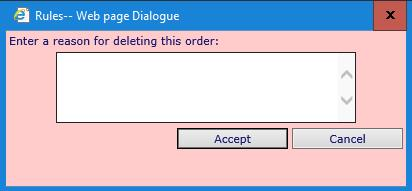 Rules-- Web page Dialogue
x
Enter a reason for deleting this order:
Accept Cancel